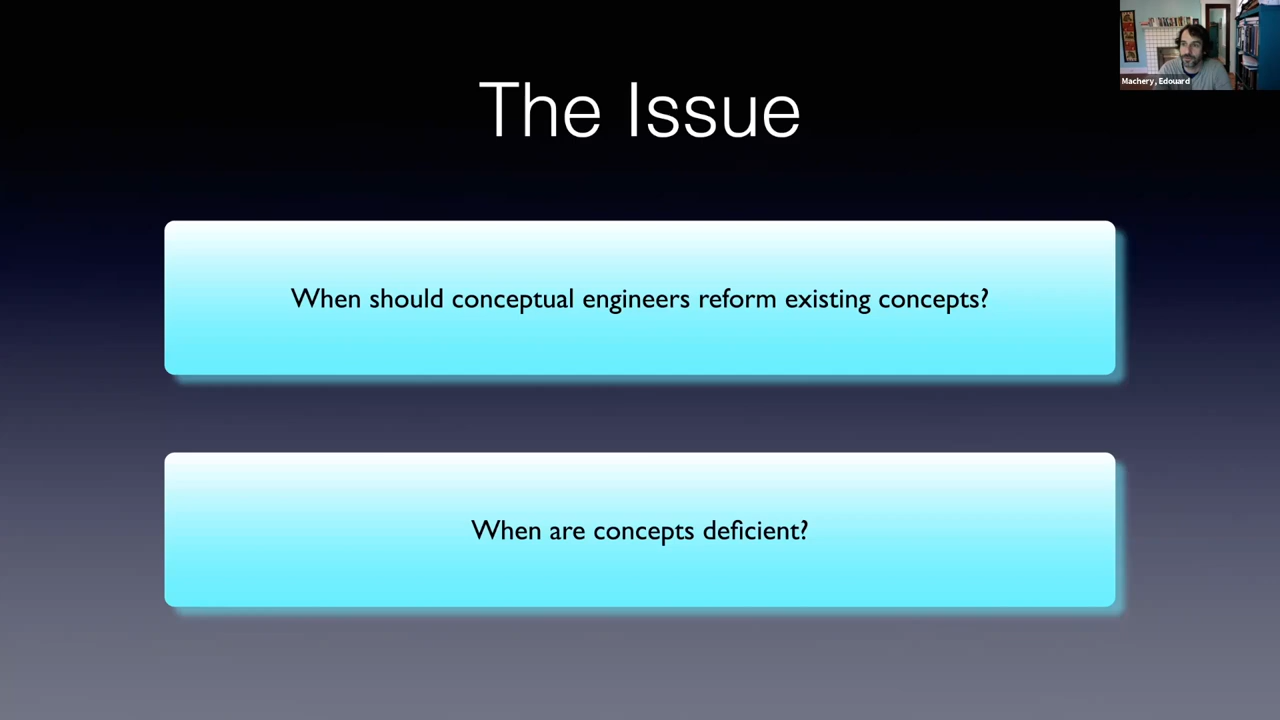 Machery, Edouard
The Issue
When should conceptual engineers reform existing concepts?
When are concepts deficient?